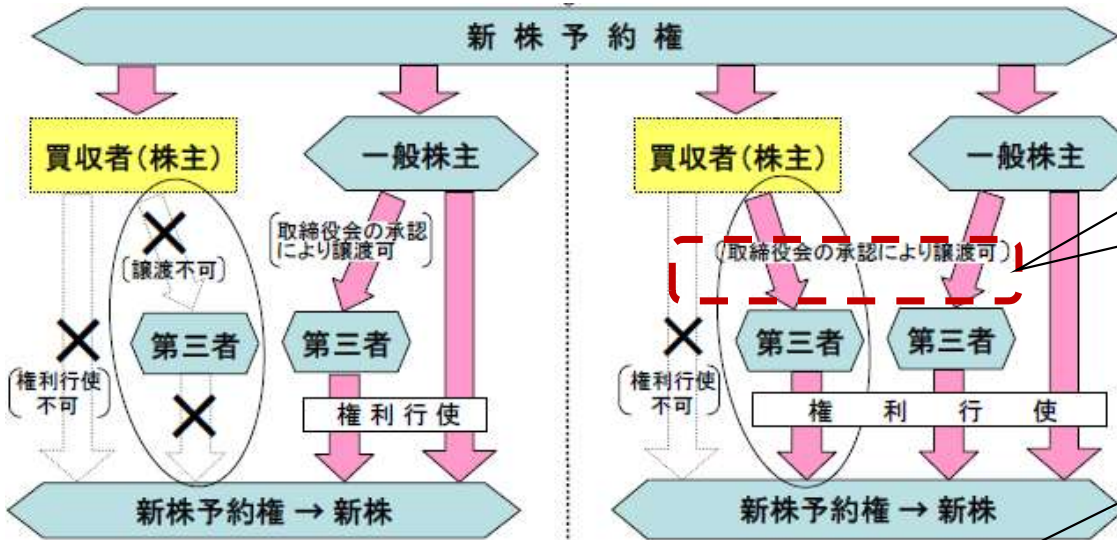 新株予約権
買収者(株主)
一般株主
買収者(株主)
一般株主
取締役会の承認
により譲渡可
譲渡不可
(取締役会の承認により譲渡可)
第三者
第三者
第三者
第三者
権利行使
不可
権利行使
権利行使
不可
権利行使
新株予約権 → 新株
新株予約権 → 新株